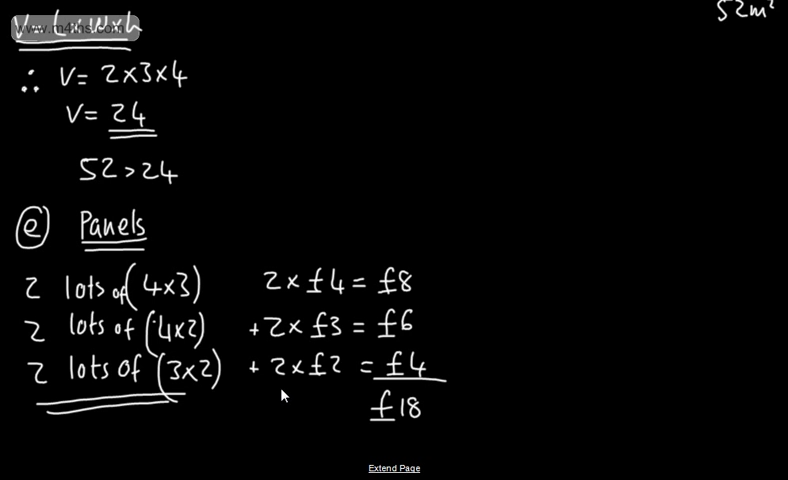 52m²
V = L × W × h
www.m4ths.com
∴ V = 2×3×4
V = 24
52 > 24
(e) Panels
2 lots of (4×3) 2 × £4 = £8
2 lots of (4×2) + 2 × £3 = £6
2 lots of (3×2) + 2 × £2 = £4
£18
Extend Page